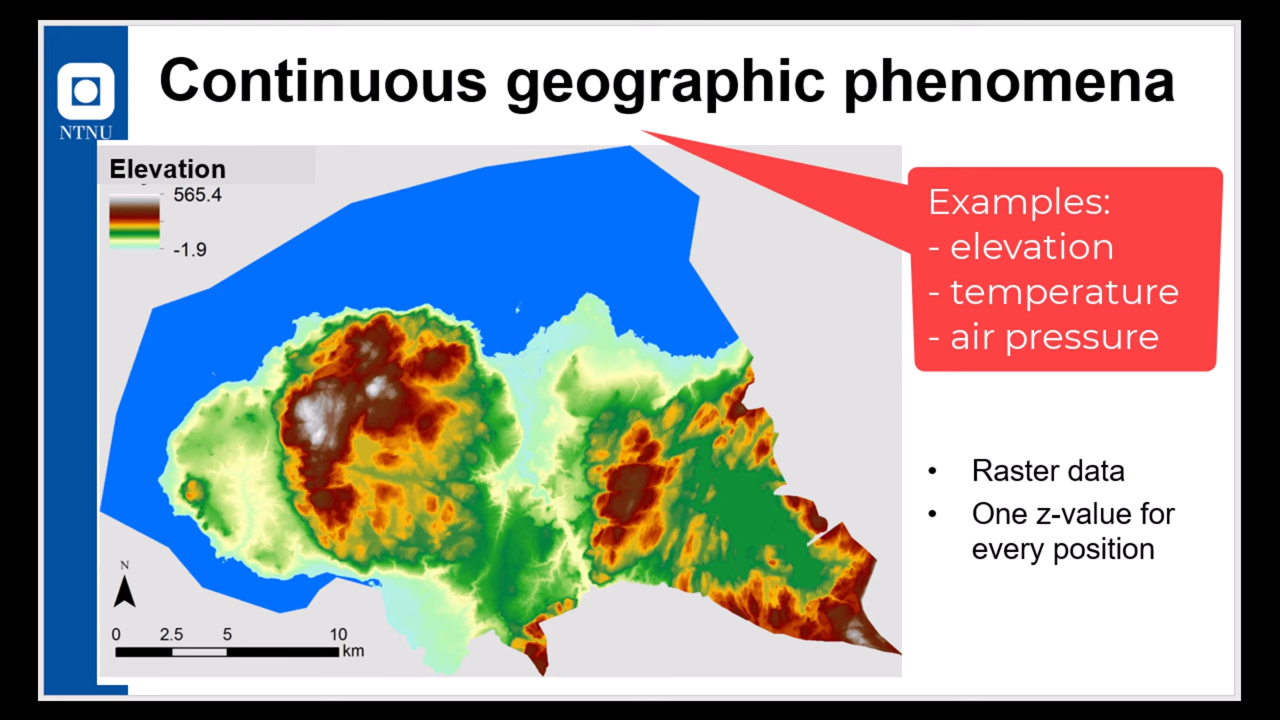 Continuous geographic phenomena
NTNU
Elevation
565.4
-1.9
Examples:
- elevation
- temperature
- air pressure
• Raster data
• One z-value for
every position
N
0 2.5 5 10
km